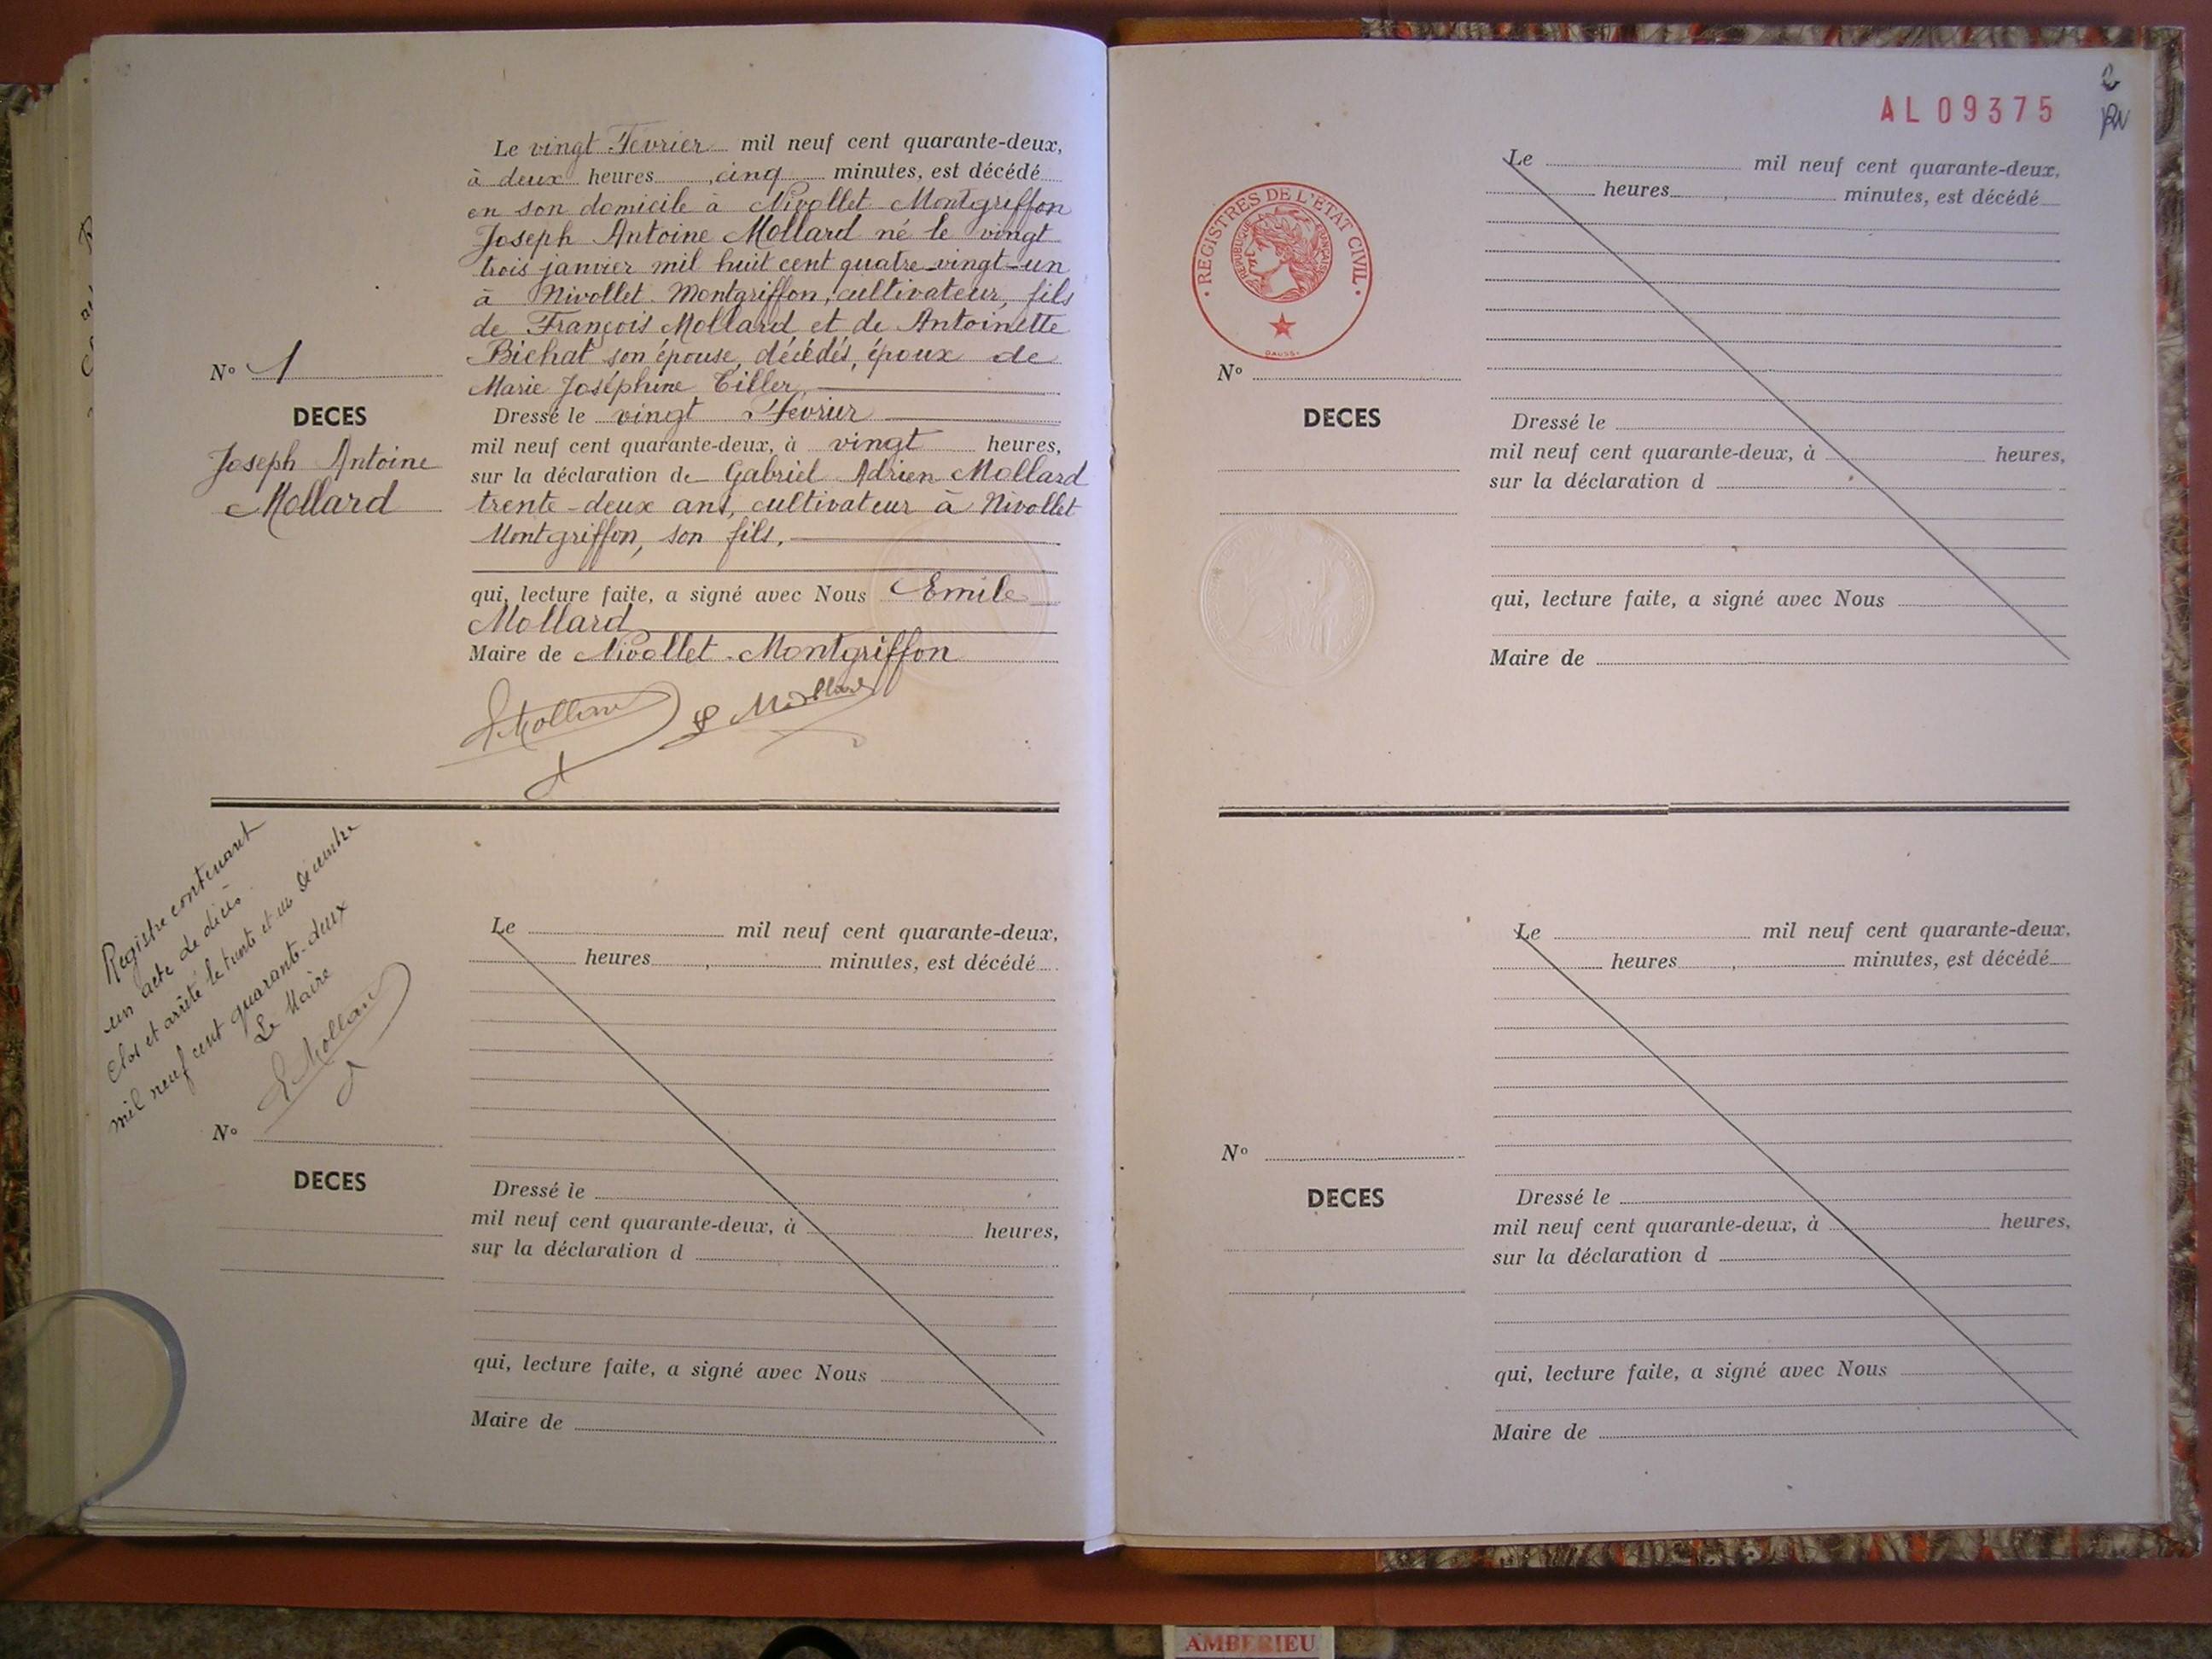 Le vingt Février mil neuf cent quarante-deux,
à deux heures, cinq minutes, est décédé
en son domicile à Nivollet-Montgriffon
Joseph Antoine Mollard né le vingt
trois janvier mil huit cent quatre-vingt-un
à Nivollet-Montgriffon, cultivateur, fils
de François Mollard et de Antoinette
Bichat son épouse, décédés, époux de
Marie Joséphine Tiller
Dressé le vingt Février
mil neuf cent quarante-deux, à vingt heures,
sur la déclaration de Gabriel Adrien Mollard
trente-deux ans, cultivateur à Nivollet
Montgriffon, son fils,
qui, lecture faite, a signé avec Nous Emile
Mollard
Maire de Nivollet-Montgriffon
E Mollard
G Mollard
No 1
DECES
Joseph Antoine
Mollard
Registre contenant
un acte de décès
Clos et arrêté le trente et un décembre
mil neuf cent quarante-deux
Le Maire
E Mollard
No
DECES
Le mil neuf cent quarante-deux,
heures, minutes, est décédé
Dressé le
mil neuf cent quarante-deux, à heures,
sur la déclaration d
qui, lecture faite, a signé avec Nous
Maire de
2
AL 09375
REGISTRES DE L'ETAT CIVIL
REPUBLIQUE FRANÇAISE
No
DECES
Le mil neuf cent quarante-deux,
heures, minutes, est décédé
Dressé le
mil neuf cent quarante-deux, à heures,
sur la déclaration d
qui, lecture faite, a signé avec Nous
Maire de
No
DECES
Le mil neuf cent quarante-deux,
heures, minutes, est décédé
Dressé le
mil neuf cent quarante-deux, à heures,
sur la déclaration d
qui, lecture faite, a signé avec Nous
Maire de
AMBERIEU